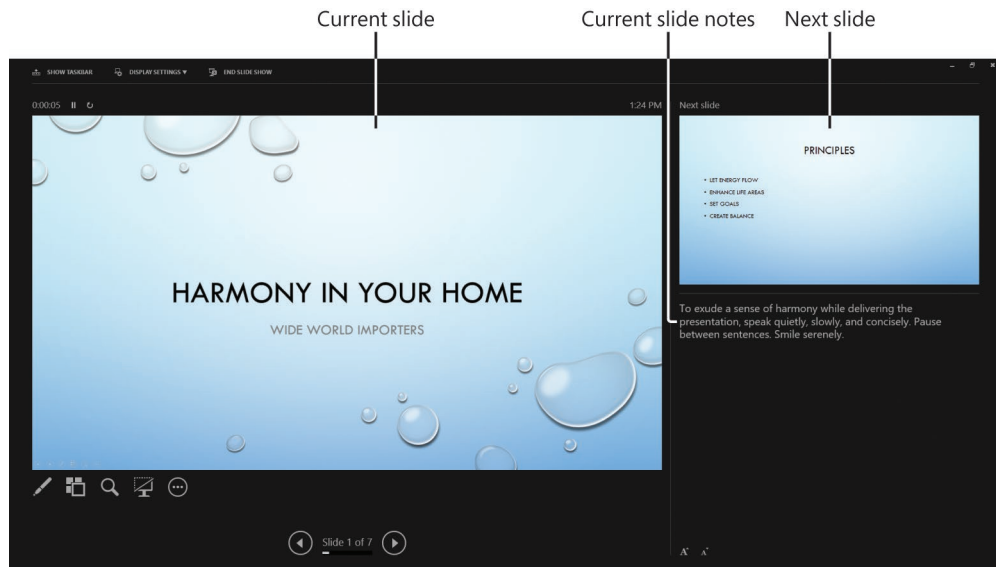 Current slide
Current slide notes
Next slide
SHOW TASKBAR
DISPLAY SETTINGS ▼
END SLIDE SHOW
0:00:05
1:24 PM
HARMONY IN YOUR HOME
WIDE WORLD IMPORTERS
Slide 1 of 7
Next slide
PRINCIPLES
• LET ENERGY FLOW
• ENHANCE LIFE AREAS
• SET GOALS
• CREATE BALANCE
To exude a sense of harmony while delivering the
presentation, speak quietly, slowly, and concisely. Pause
between sentences. Smile serenely.
A A